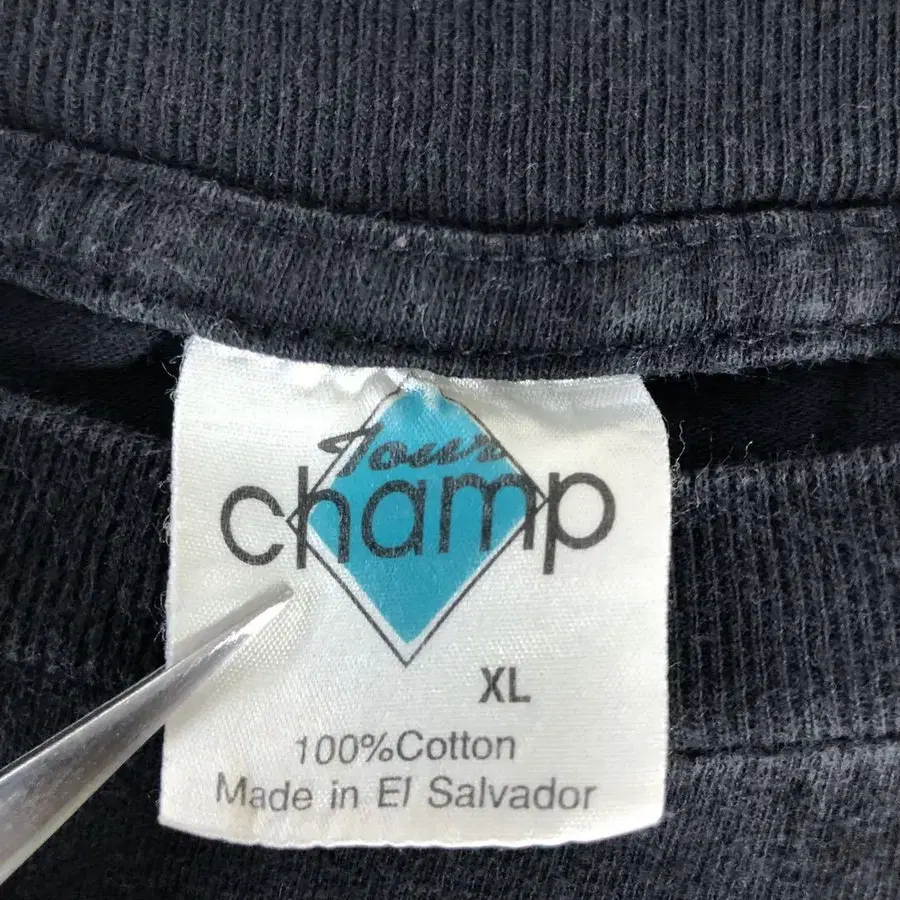 Tour
champ
XL
100%Cotton
Made in El Salvador